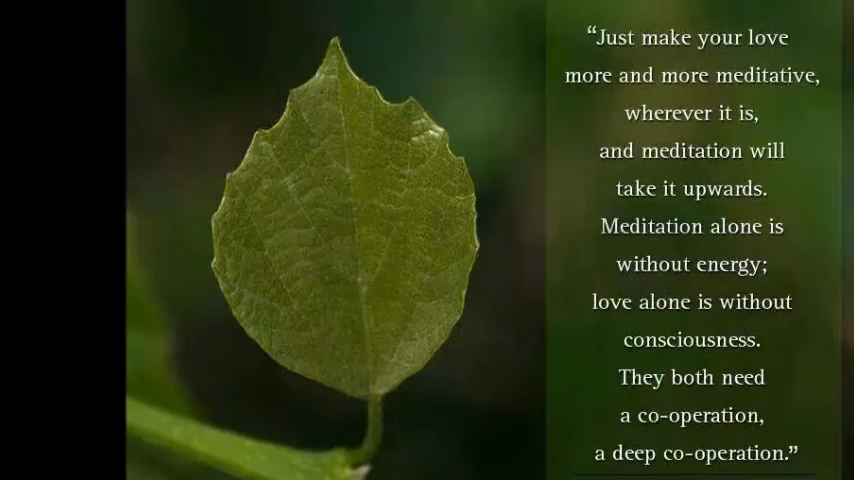 “Just make your love
more and more meditative,
wherever it is,
and meditation will
take it upwards.
Meditation alone is
without energy;
love alone is without
consciousness.
They both need
a co-operation,
a deep co-operation.”